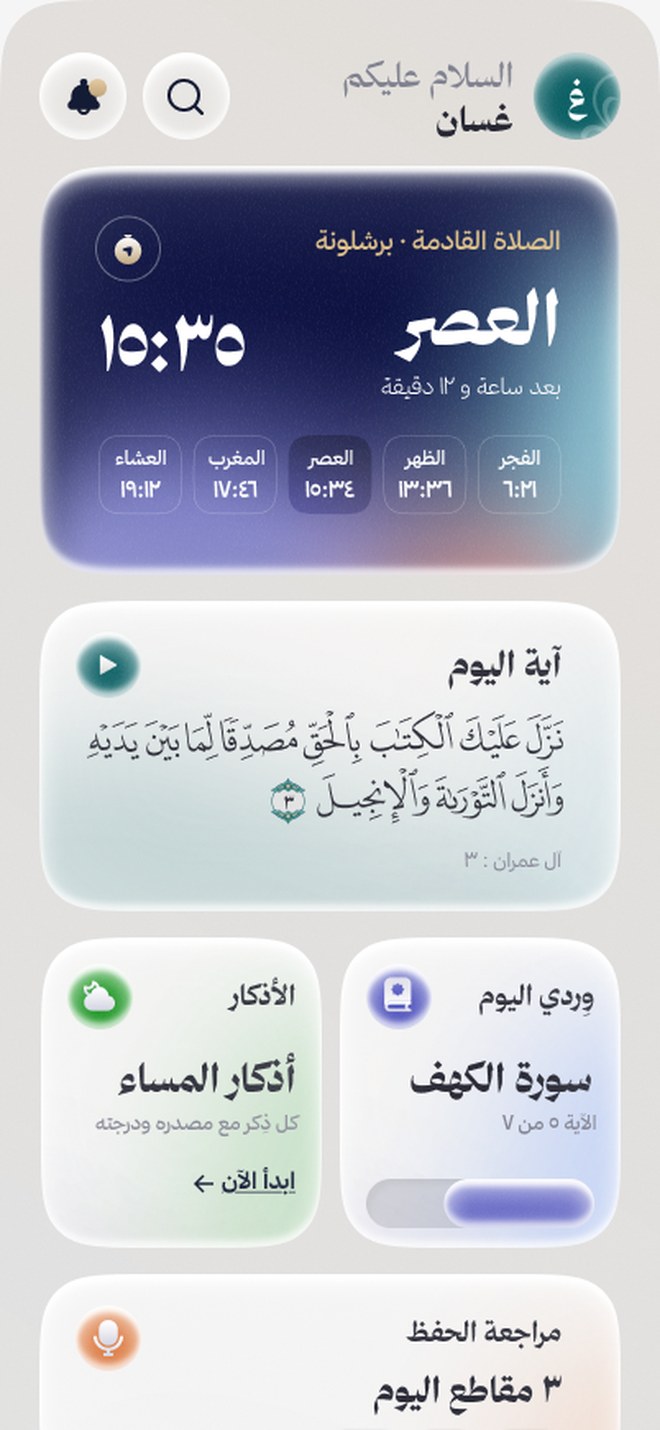 غ
السلام عليكم
غسان
الصلاة القادمة · برشلونة
العصر
١٥:٣٥
بعد ساعة و ١٢ دقيقة
الفجر
٦:٢١
الظهر
١٣:٣٦
العصر
١٥:٣٤
المغرب
١٧:٤٦
العشاء
١٩:١٢
آية اليوم
نَزَّلَ عَلَيْكَ ٱلْكِتَٰبَ بِٱلْحَقِّ مُصَدِّقًا لِّمَا بَيْنَ يَدَيْهِ
وَأَنزَلَ ٱلتَّوْرَىٰةَ وَٱلْإِنجِيلَ ٣
آل عمران : ٣
وِردي اليوم
سورة الكهف
الآية ٥ من ٧
الأذكار
أذكار المساء
كل ذِكر مع مصدره ودرجته
ابدأ الآن ←
مراجعة الحفظ
٣ مقاطع اليوم